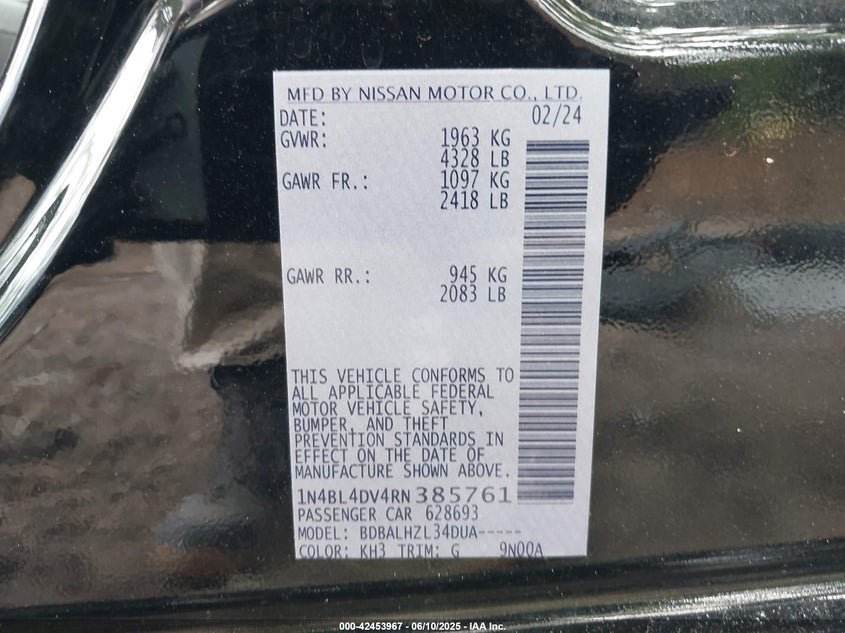 MFD BY NISSAN MOTOR CO., LTD.
DATE: 02/24
GVWR: 1963 KG
4328 LB
GAWR FR.: 1097 KG
2418 LB
GAWR RR.: 945 KG
2083 LB
THIS VEHICLE CONFORMS TO
ALL APPLICABLE FEDERAL
MOTOR VEHICLE SAFETY,
BUMPER, AND THEFT
PREVENTION STANDARDS IN
EFFECT ON THE DATE OF
MANUFACTURE SHOWN ABOVE.
1N4BL4DV4RN385761
PASSENGER CAR 628693
MODEL: BDBALHZL34DUA-----
COLOR: KH3 TRIM: G 9N00A
000-42453967 - 06/10/2025 - IAA Inc.